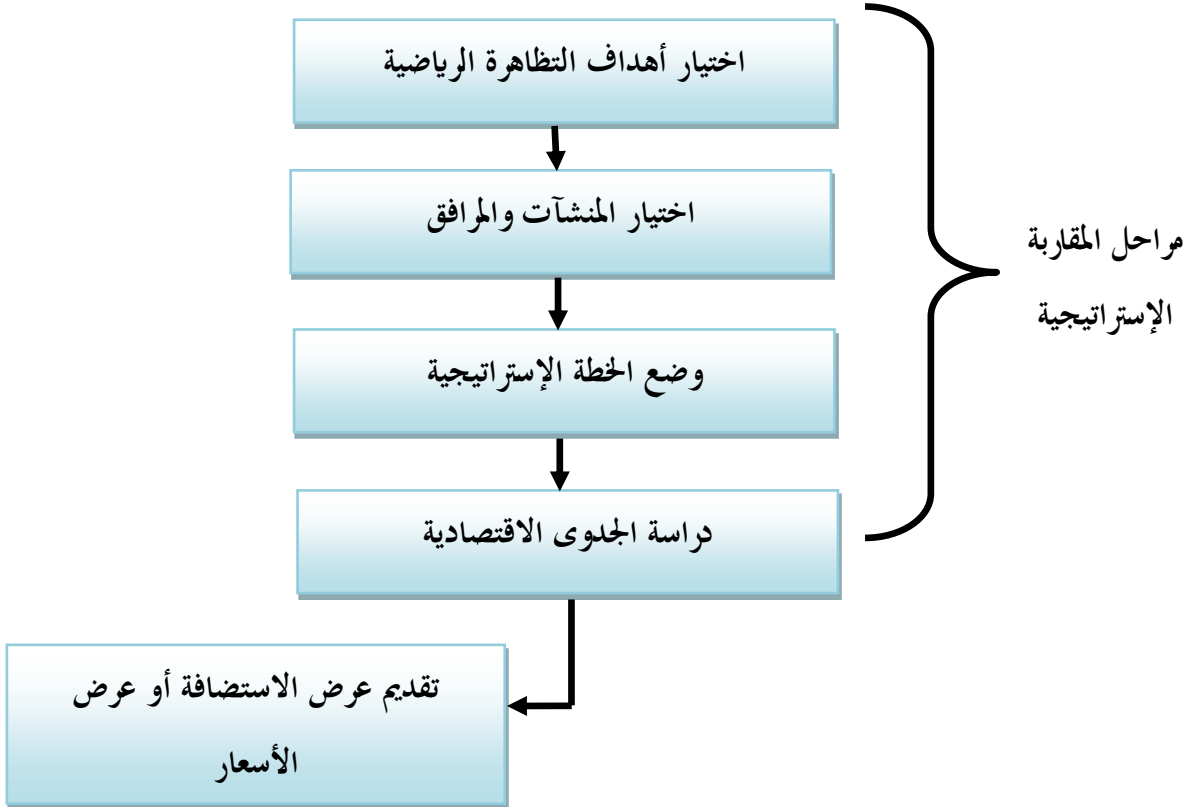 اختيار أهداف التظاهرة الرياضية
اختيار المنشآت والمرافق
وضع الخطة الإستراتيجية
دراسة الجدوى الاقتصادية
تقديم عرض الاستضافة أو عرض
الأسعار
مراحل المقاربة
الإستراتيجية